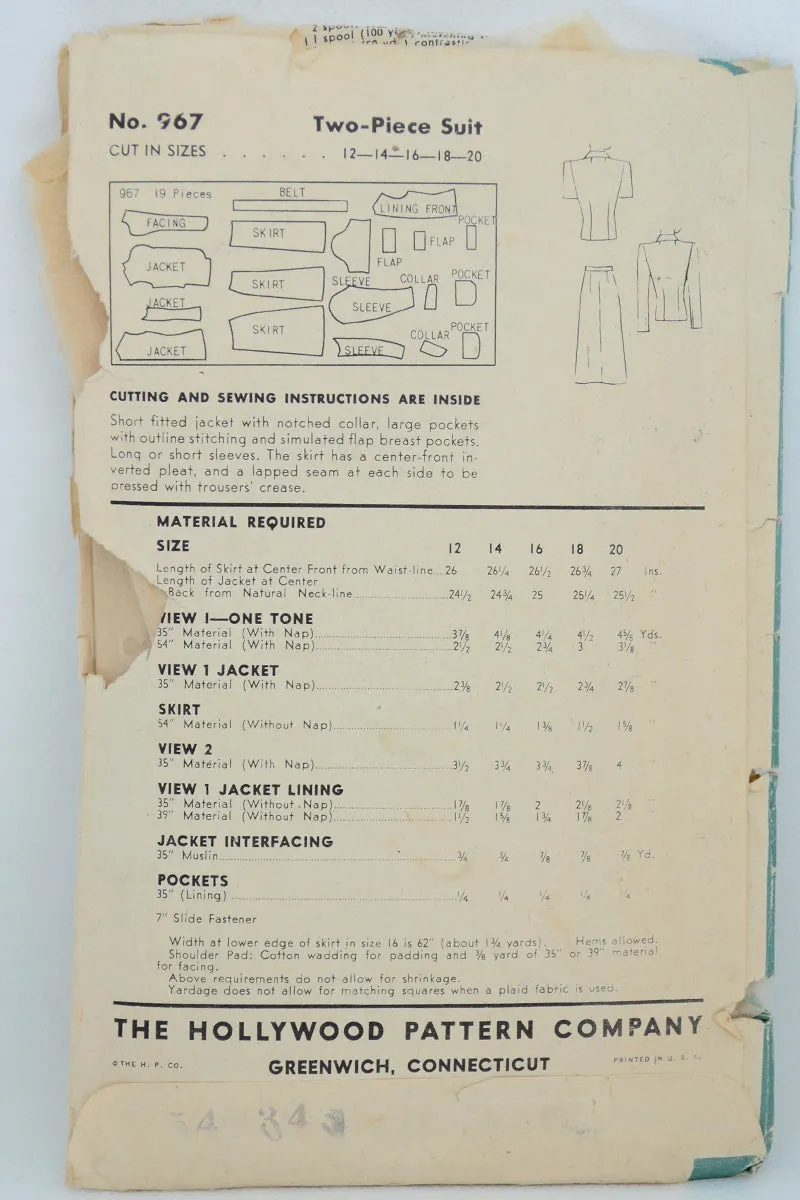 1 spool (100
No. 967 Two-Piece Suit
CUT IN SIZES . . . . . . 12—14—16—18—20
967 19 Pieces
BELT
LINING FRONT
POCKET
FACING
SKIRT
FLAP
FLAP
JACKET
SKIRT
SLEEVE
COLLAR
POCKET
JACKET
SLEEVE
SKIRT
COLLAR
POCKET
JACKET
SLEEVE
CUTTING AND SEWING INSTRUCTIONS ARE INSIDE
Short fitted jacket with notched collar, large pockets
with outline stitching and simulated flap breast pockets.
Long or short sleeves. The skirt has a center-front in-
verted pleat, and a lapped seam at each side to be
pressed with trousers' crease.
MATERIAL REQUIRED
SIZE 12 14 16 18 20
Length of Skirt at Center Front from Waist-line...26 26¼ 26½ 26¾ 27 Ins.
Length of Jacket at Center
Back from Natural Neck-line...24½ 24¾ 25 25¼ 25½ "
VIEW I—ONE TONE
35" Material (With Nap)...3⅞ 4⅛ 4¼ 4½ 4⅝ Yds.
54" Material (With Nap)...2½ 2½ 2¾ 3 3⅛ "
VIEW 1 JACKET
35" Material (With Nap)...2⅜ 2½ 2½ 2¾ 2⅞ "
SKIRT
54" Material (Without Nap)...1¼ 1¼ 1⅜ 1½ 1⅝ "
VIEW 2
35" Material (With Nap)...3½ 3¾ 3¾ 3⅞ 4 "
VIEW 1 JACKET LINING
35" Material (Without Nap)...1⅞ 1⅞ 2 2⅛ 2⅛ "
39" Material (Without Nap)...1½ 1⅝ 1¾ 1⅞ 2 "
JACKET INTERFACING
35" Muslin...¾ ¾ ⅞ ⅞ ⅞ Yd.
POCKETS
35" (Lining)...¼ ¼ ¼ ¼ ¼ "
7" Slide Fastener
Width at lower edge of skirt in size 16 is 62" (about 1¾ yards). Hems allowed.
Shoulder Pad: Cotton wadding for padding and ⅜ yard of 35" or 39" material
for facing.
Above requirements do not allow for shrinkage.
Yardage does not allow for matching squares when a plaid fabric is used.
THE HOLLYWOOD PATTERN COMPANY
©THE H. P. CO. GREENWICH, CONNECTICUT PRINTED IN U. S. A.